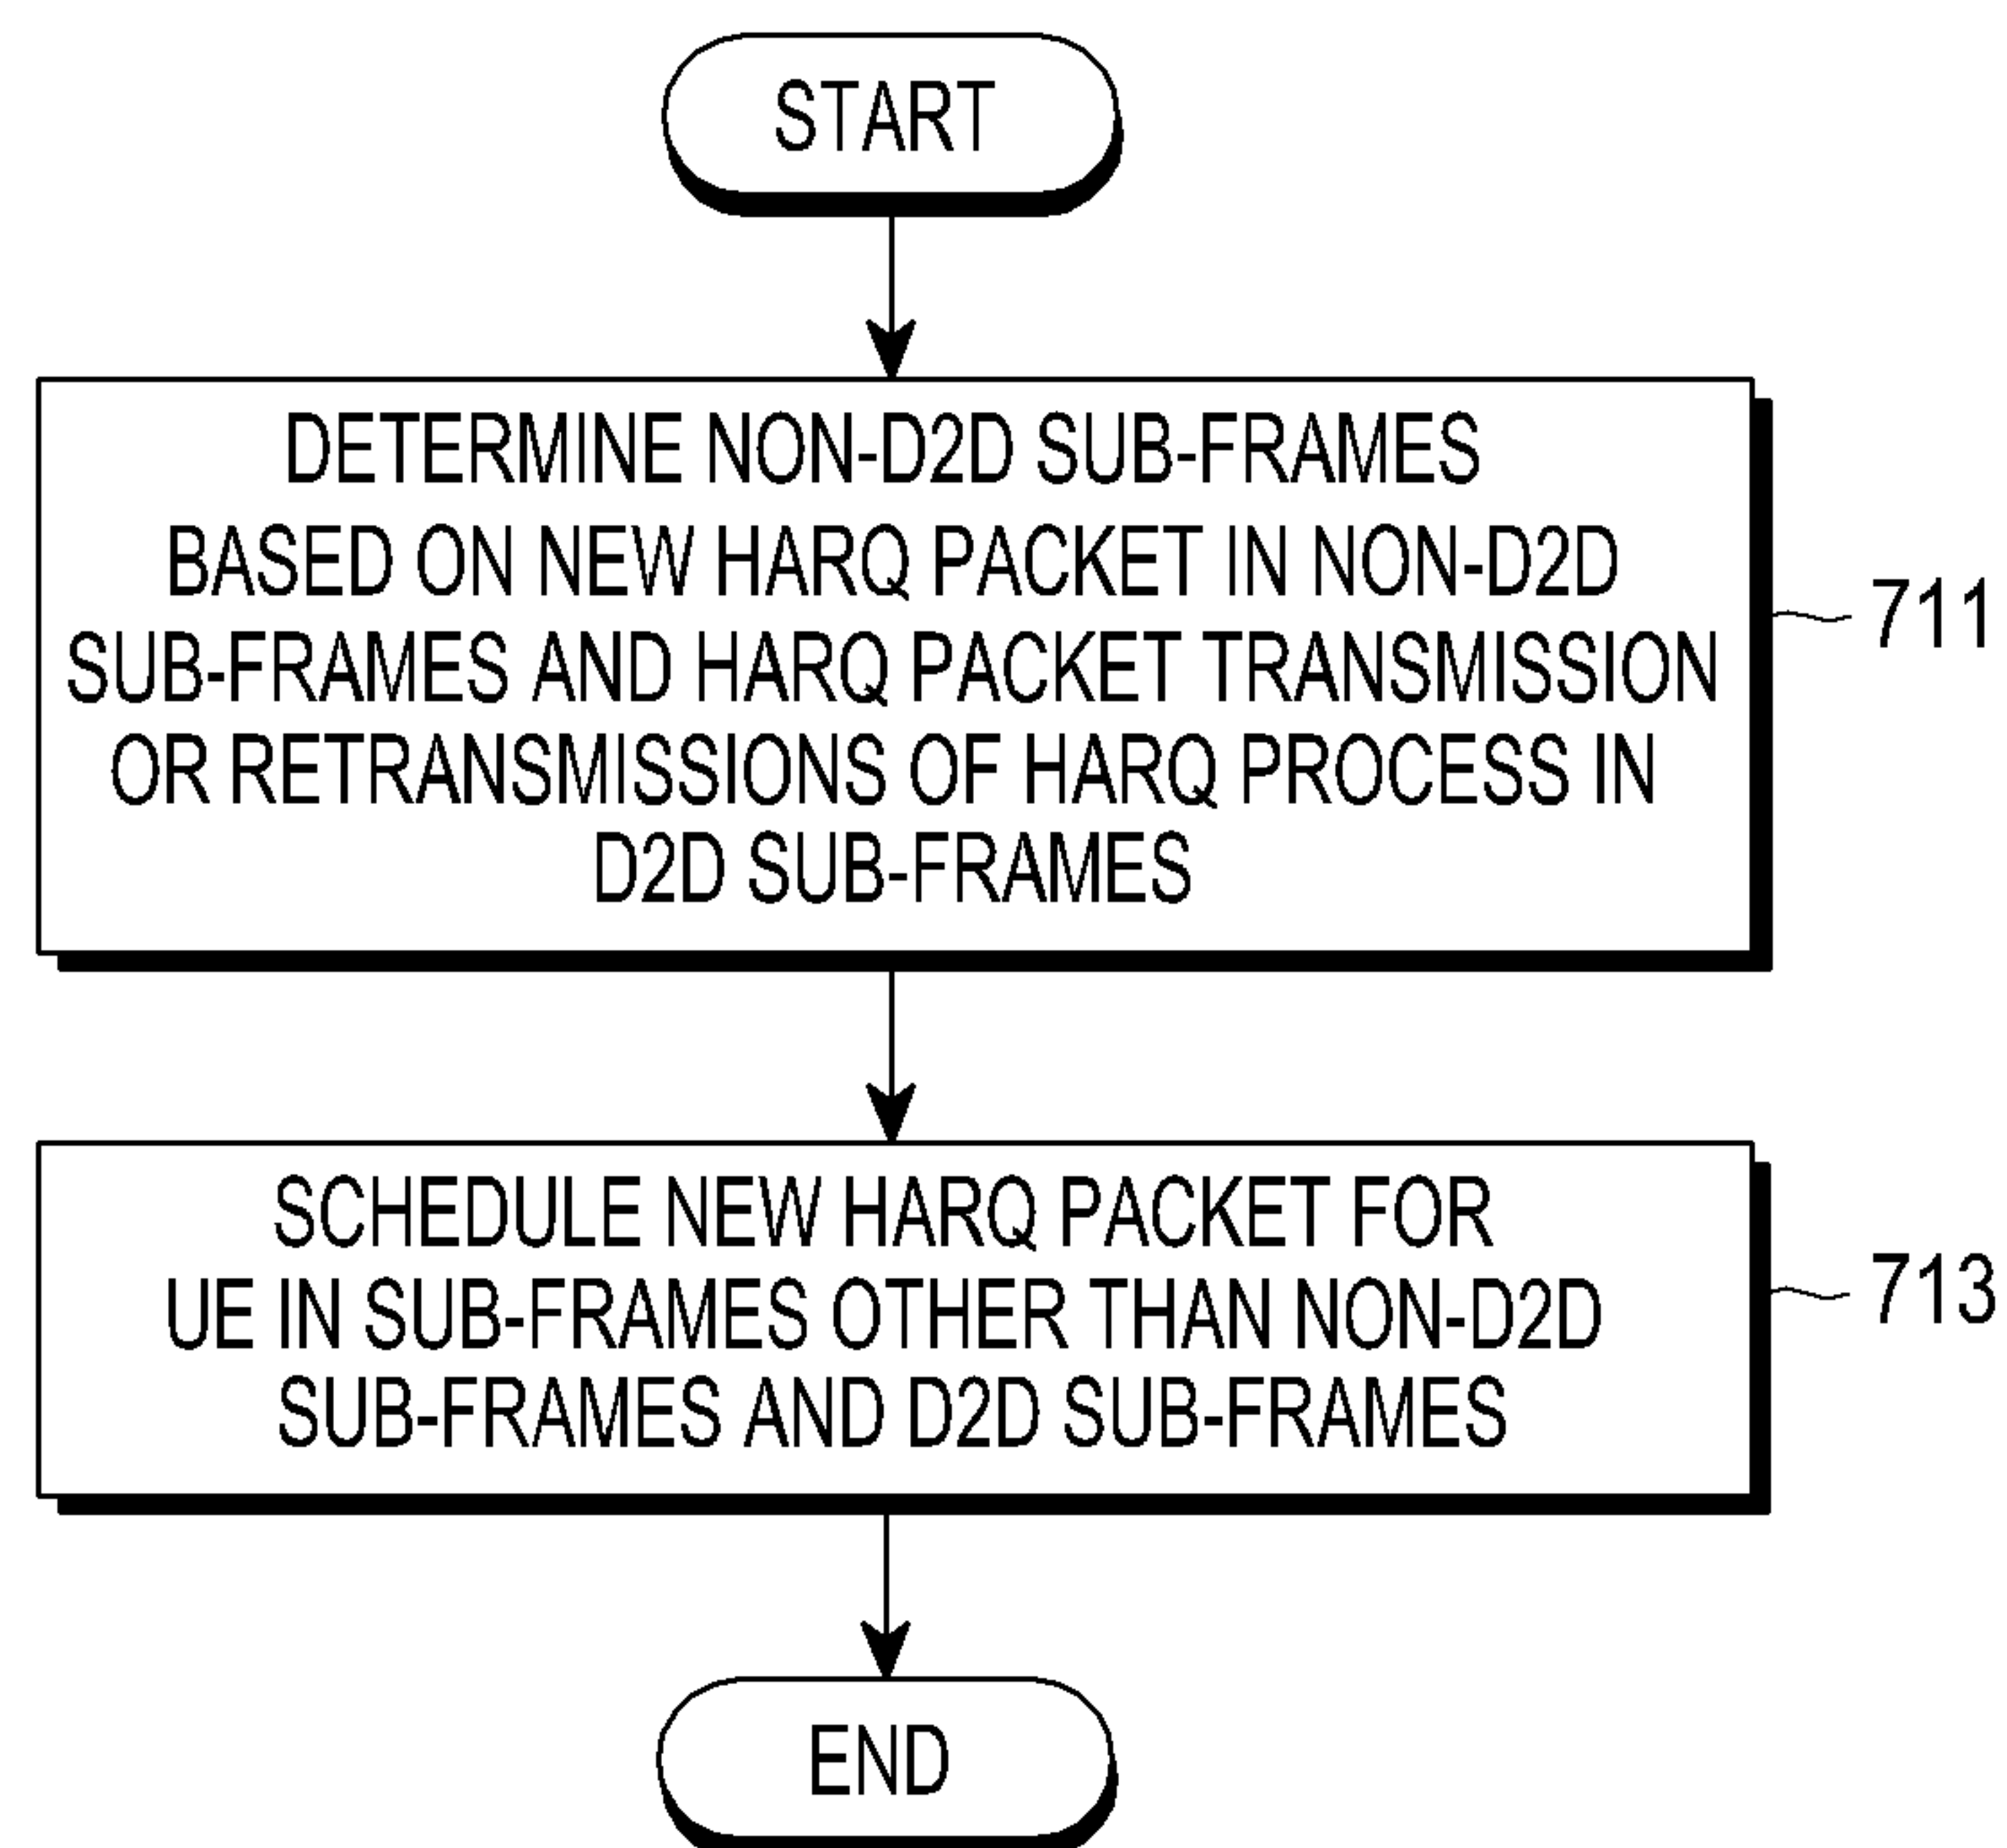 START
DETERMINE NON-D2D SUB-FRAMES
BASED ON NEW HARQ PACKET IN NON-D2D
SUB-FRAMES AND HARQ PACKET TRANSMISSION
OR RETRANSMISSIONS OF HARQ PROCESS IN
D2D SUB-FRAMES
711
SCHEDULE NEW HARQ PACKET FOR
UE IN SUB-FRAMES OTHER THAN NON-D2D
SUB-FRAMES AND D2D SUB-FRAMES
713
END